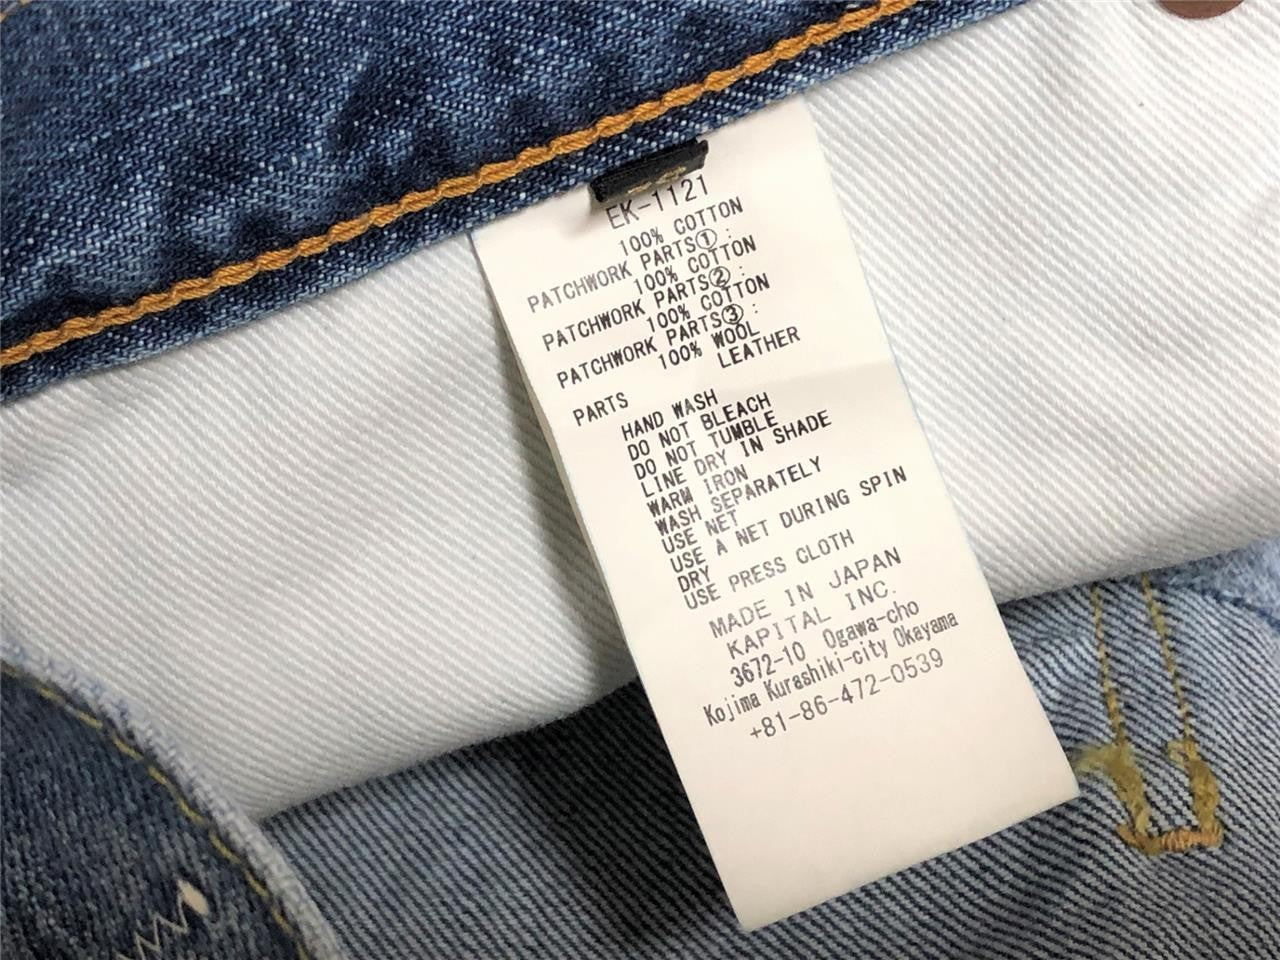 EK-1121
100% COTTON
PATCHWORK PARTS①:
100% COTTON
PATCHWORK PARTS②:
100% COTTON
PATCHWORK PARTS③:
100% WOOL
PARTS LEATHER
HAND WASH
DO NOT BLEACH
DO NOT TUMBLE
LINE DRY IN SHADE
WARM IRON
WASH SEPARATELY
USE NET
USE A NET DURING SPIN
DRY
USE PRESS CLOTH
MADE IN JAPAN
KAPITAL INC.
3672-10 Ogawa-cho
Kojima Kurashiki-city Okayama
+81-86-472-0539